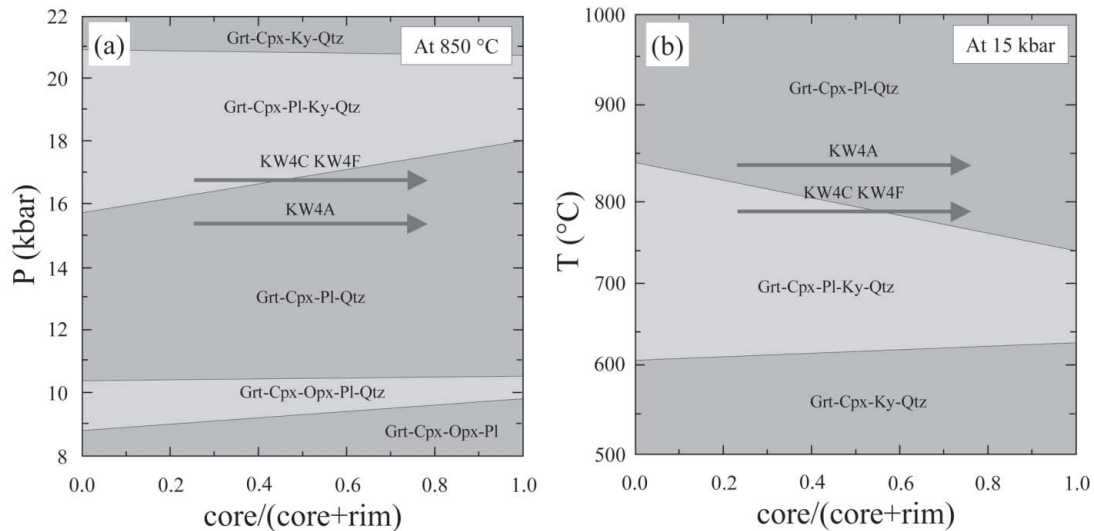 (a)
At 850 °C
Grt-Cpx-Ky-Qtz
Grt-Cpx-Pl-Ky-Qtz
KW4C KW4F
KW4A
Grt-Cpx-Pl-Qtz
Grt-Cpx-Opx-Pl-Qtz
Grt-Cpx-Opx-Pl
P (kbar)
22
20
18
16
14
12
10
8
0.0 0.2 0.4 0.6 0.8 1.0
core/(core+rim)
(b)
At 15 kbar
Grt-Cpx-Pl-Qtz
KW4A
KW4C KW4F
Grt-Cpx-Pl-Ky-Qtz
Grt-Cpx-Ky-Qtz
T (°C)
1000
900
800
700
600
500
0.0 0.2 0.4 0.6 0.8 1.0
core/(core+rim)